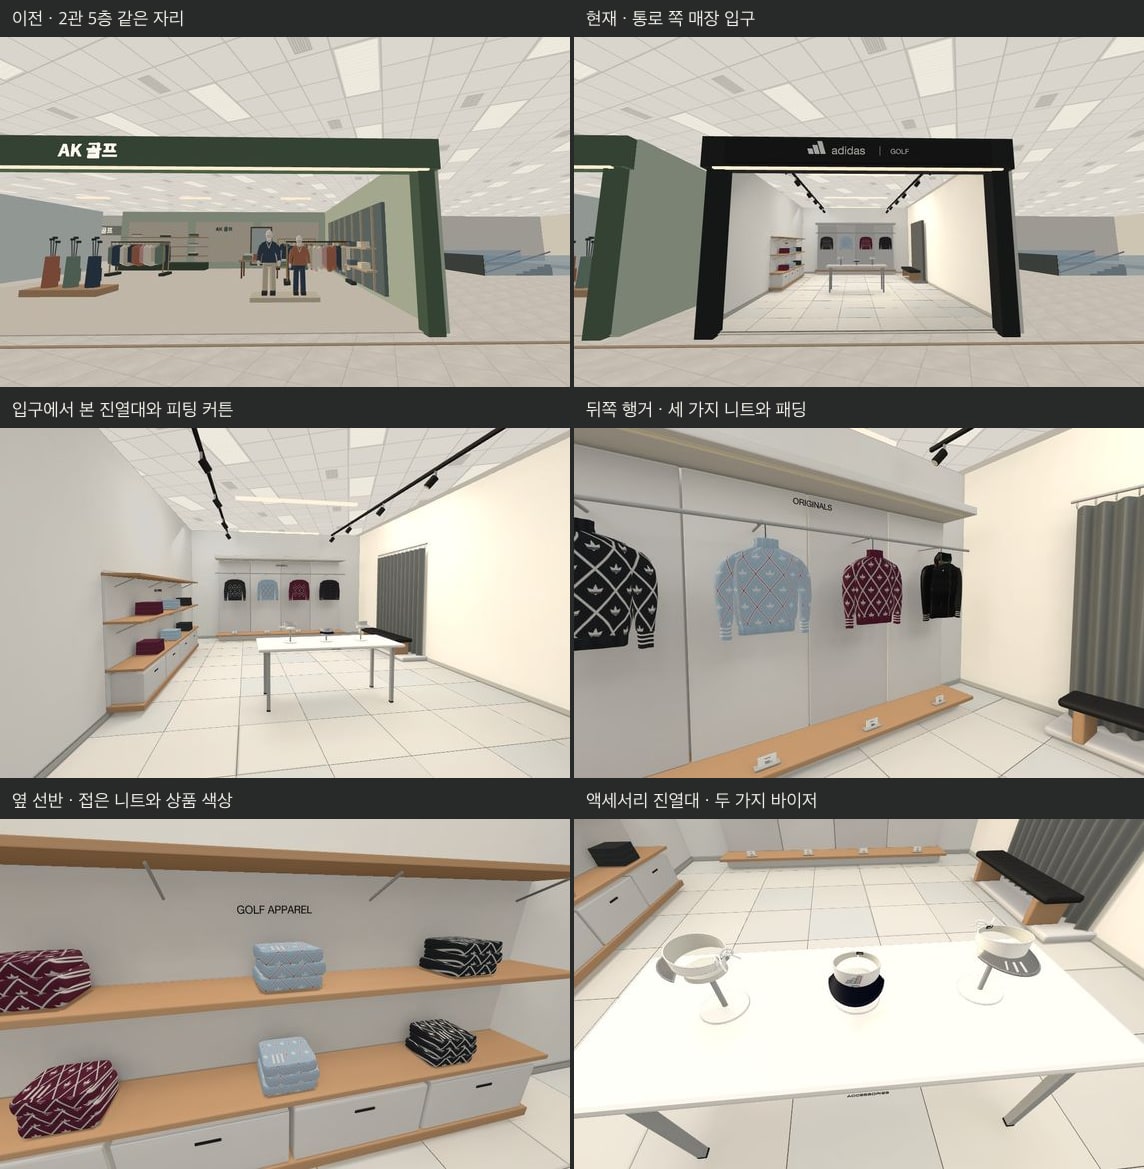 이전 · 2관 5층 같은 자리
현재 · 통로 쪽 매장 입구
AK 골프
AK 골프
골프
adidas | GOLF
입구에서 본 진열대와 피팅 커튼
뒤쪽 행거 · 세 가지 니트와 패딩
ORIGINALS
옆 선반 · 접은 니트와 상품 색상
액세서리 진열대 · 두 가지 바이저
GOLF APPAREL
ACCESSORIES